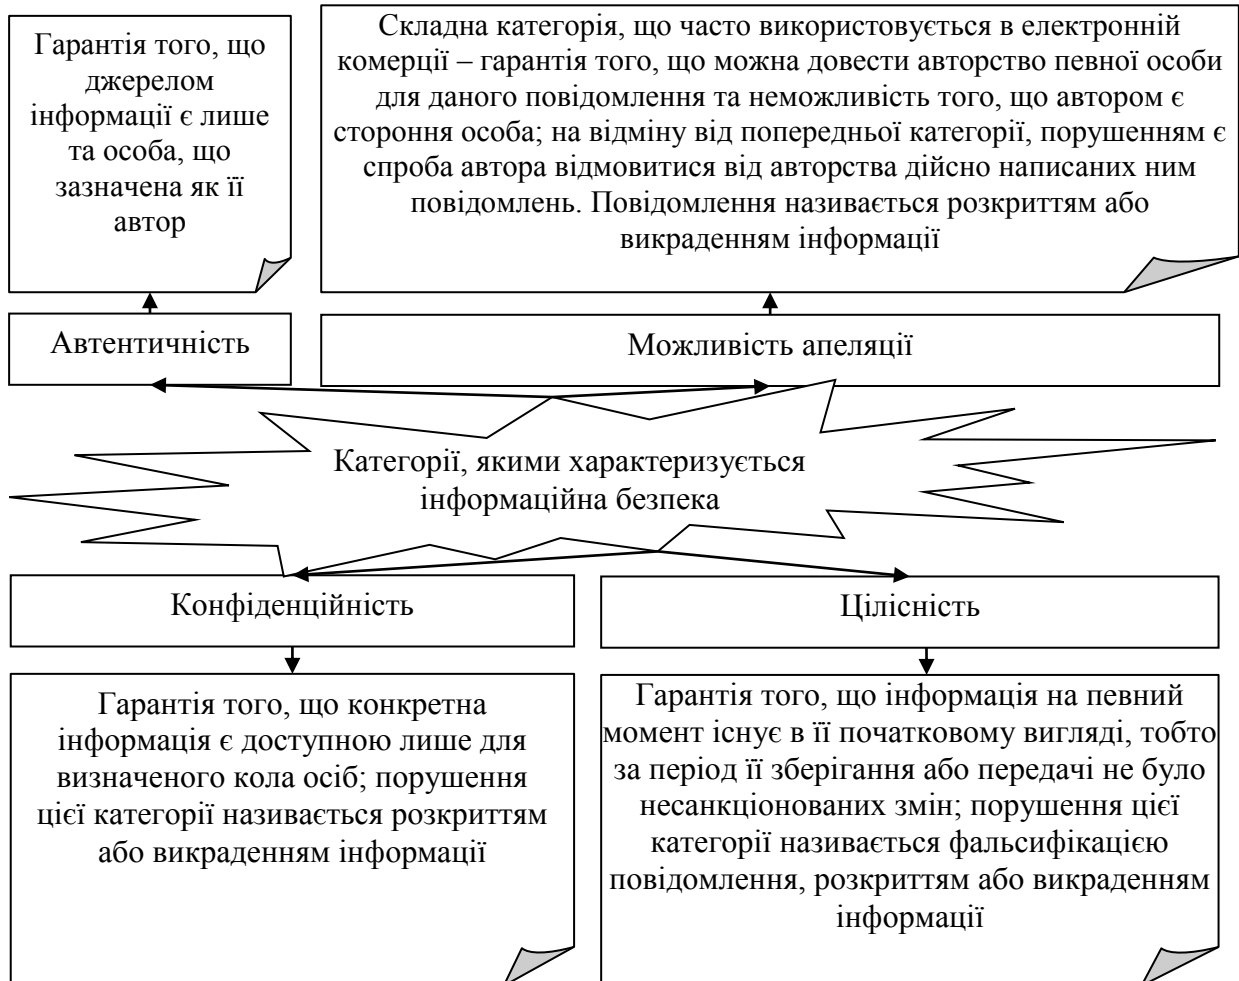 Гарантія того, що
джерелом
інформації є лише
та особа, що
зазначена як її
автор
Складна категорія, що часто використовується в електронній
комерції – гарантія того, що можна довести авторство певної особи
для даного повідомлення та неможливість того, що автором є
стороння особа; на відміну від попередньої категорії, порушенням є
спроба автора відмовитися від авторства дійсно написаних ним
повідомлень. Повідомлення називається розкриттям або
викраденням інформації
Автентичність
Можливість апеляції
Категорії, якими характеризується
інформаційна безпека
Конфіденційність
Цілісність
Гарантія того, що конкретна
інформація є доступною лише для
визначеного кола осіб; порушення
цієї категорії називається розкриттям
або викраденням інформації
Гарантія того, що інформація на певний
момент існує в її початковому вигляді, тобто
за період її зберігання або передачі не було
несанкціонованих змін; порушення цієї
категорії називається фальсифікацією
повідомлення, розкриттям або викраденням
інформації